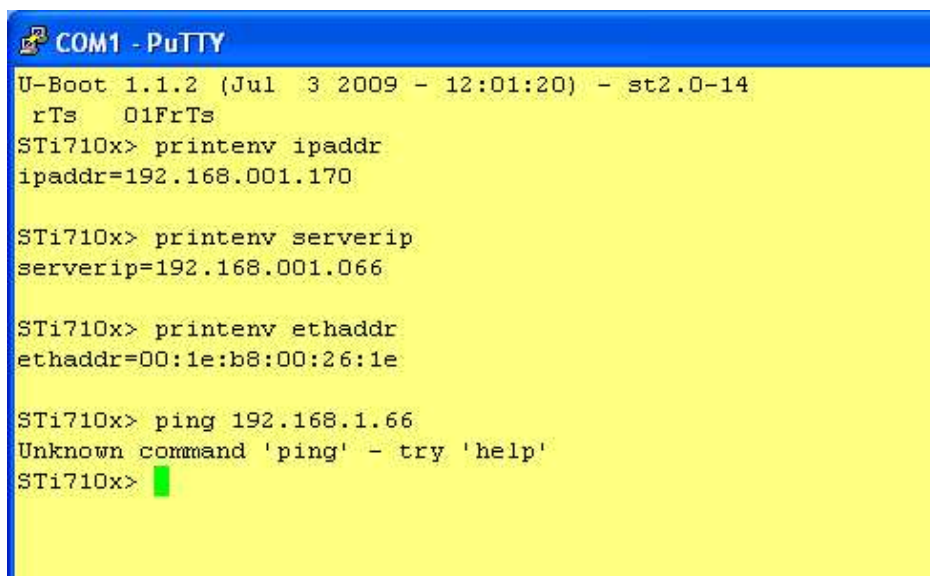 COM1 - PuTTY
U-Boot 1.1.2 (Jul  3 2009 - 12:01:20) - st2.0-14
 rTs   01FrTs
STi710x> printenv ipaddr
ipaddr=192.168.001.170
STi710x> printenv serverip
serverip=192.168.001.066
STi710x> printenv ethaddr
ethaddr=00:1e:b8:00:26:1e
STi710x> ping 192.168.1.66
Unknown command 'ping' - try 'help'
STi710x>